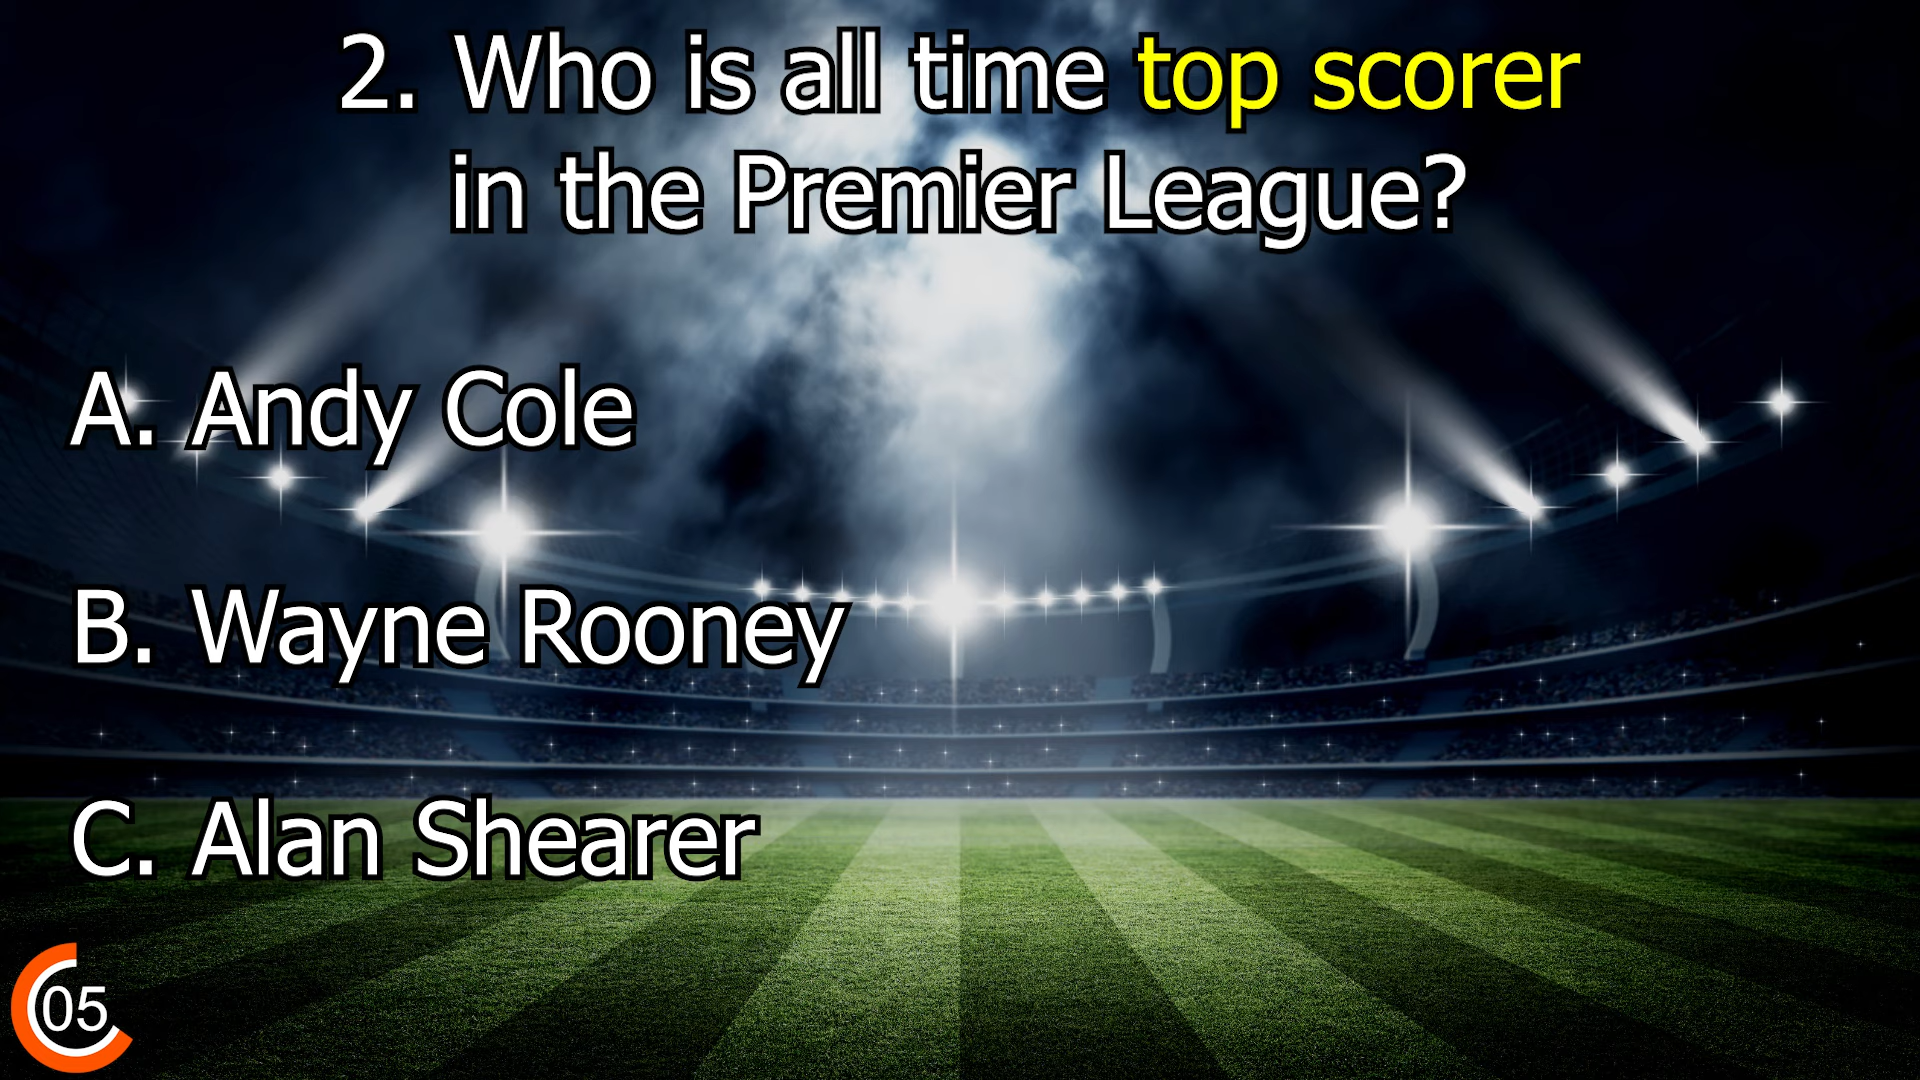 2. Who is all time top scorer
in the Premier League?
A. Andy Cole
B. Wayne Rooney
C. Alan Shearer
05